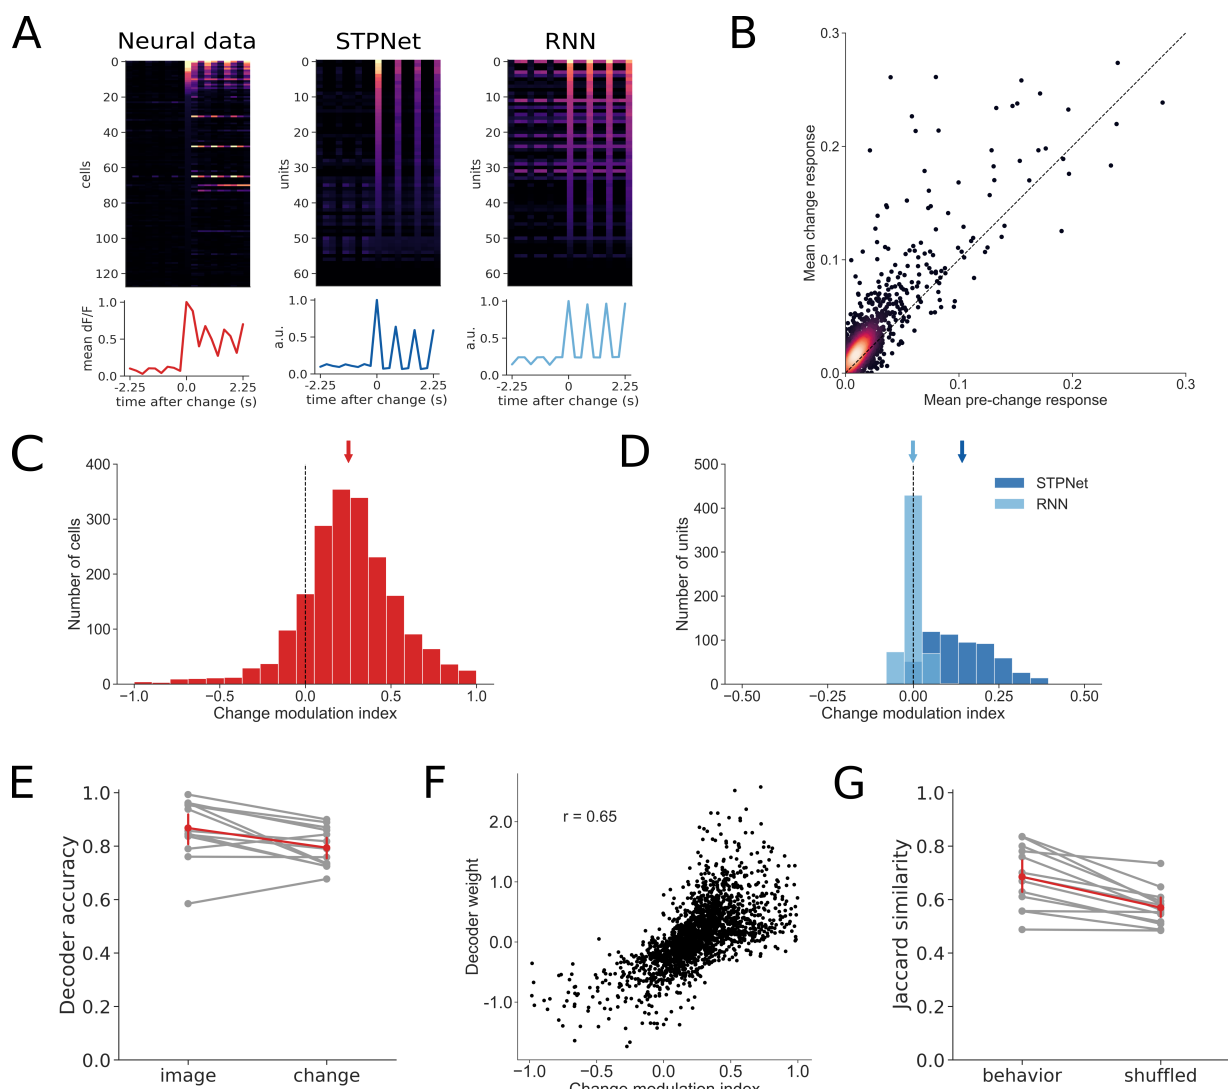 A
Neural data
STPNet
RNN
0
20
40
60
80
100
120
cells
0
10
20
30
40
50
60
units
0
10
20
30
40
50
60
units
1.0
0.5
0.0
mean dF/F
-2.25
0.0
2.25
time after change (s)
1.0
0.5
0.0
a.u.
-2.25
0
2.25
time after change (s)
1.0
0.5
0.0
a.u.
-2.25
0
2.25
time after change (s)
B
0.3
0.2
0.1
0.0
Mean change response
0.0
0.1
0.2
0.3
Mean pre-change response
C
400
300
200
100
0
Number of cells
−1.0
−0.5
0.0
0.5
1.0
Change modulation index
D
500
400
300
200
100
0
Number of units
STPNet
RNN
−0.50
−0.25
0.00
0.25
0.50
Change modulation index
E
1.0
0.8
0.6
0.4
0.2
0.0
Decoder accuracy
image
change
F
r = 0.65
2.0
1.0
0.0
-1.0
Decoder weight
−1.0
−0.5
0.0
0.5
1.0
Change modulation index
G
1.0
0.8
0.6
0.4
0.2
0.0
Jaccard similarity
behavior
shuffled